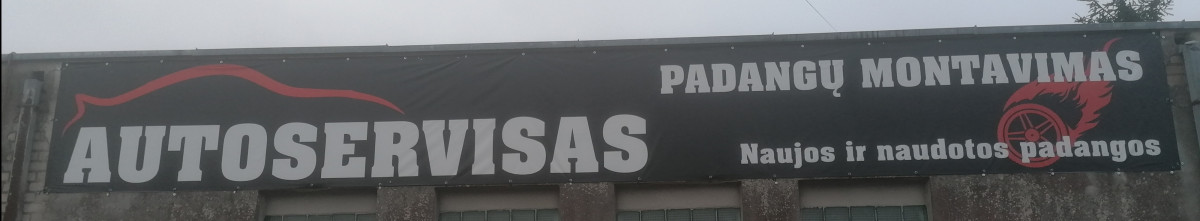 AUTOSERVISAS
PADANGŲ MONTAVIMAS
Naujos ir naudotos padangos